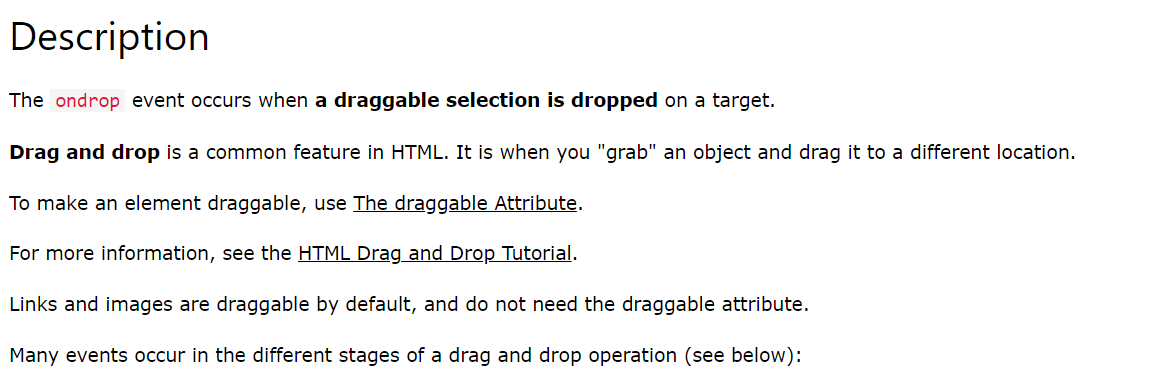 Description
The ondrop event occurs when a draggable selection is dropped on a target.
Drag and drop is a common feature in HTML. It is when you "grab" an object and drag it to a different location.
To make an element draggable, use The draggable Attribute.
For more information, see the HTML Drag and Drop Tutorial.
Links and images are draggable by default, and do not need the draggable attribute.
Many events occur in the different stages of a drag and drop operation (see below):